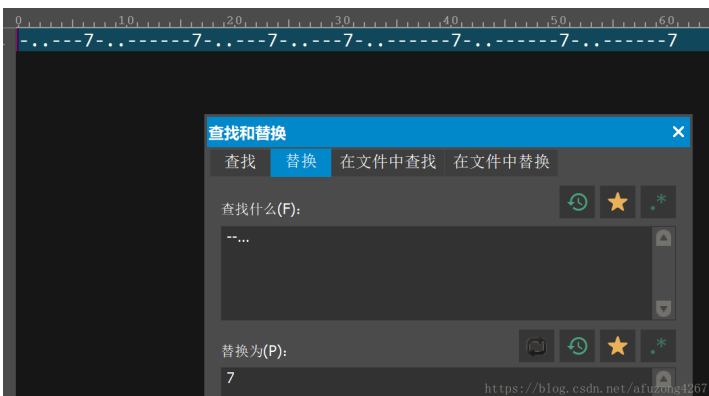 0 10 20 30 40 50 60
-..---7-..------7-..---7-..---7-..------7-..------7-..------7
查找和替换
查找 替换 在文件中查找 在文件中替换
查找什么(F):
.*
--...
替换为(P):
.*
7
https://blog.csdn.net/afuzong4267